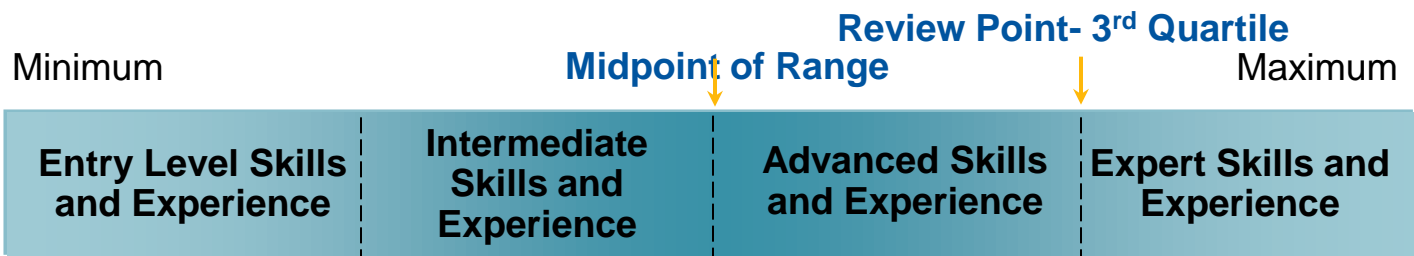 Review Point- 3rd Quartile
Minimum
Midpoint of Range
Maximum
Entry Level Skills
and Experience
Intermediate
Skills and
Experience
Advanced Skills
and Experience
Expert Skills and
Experience